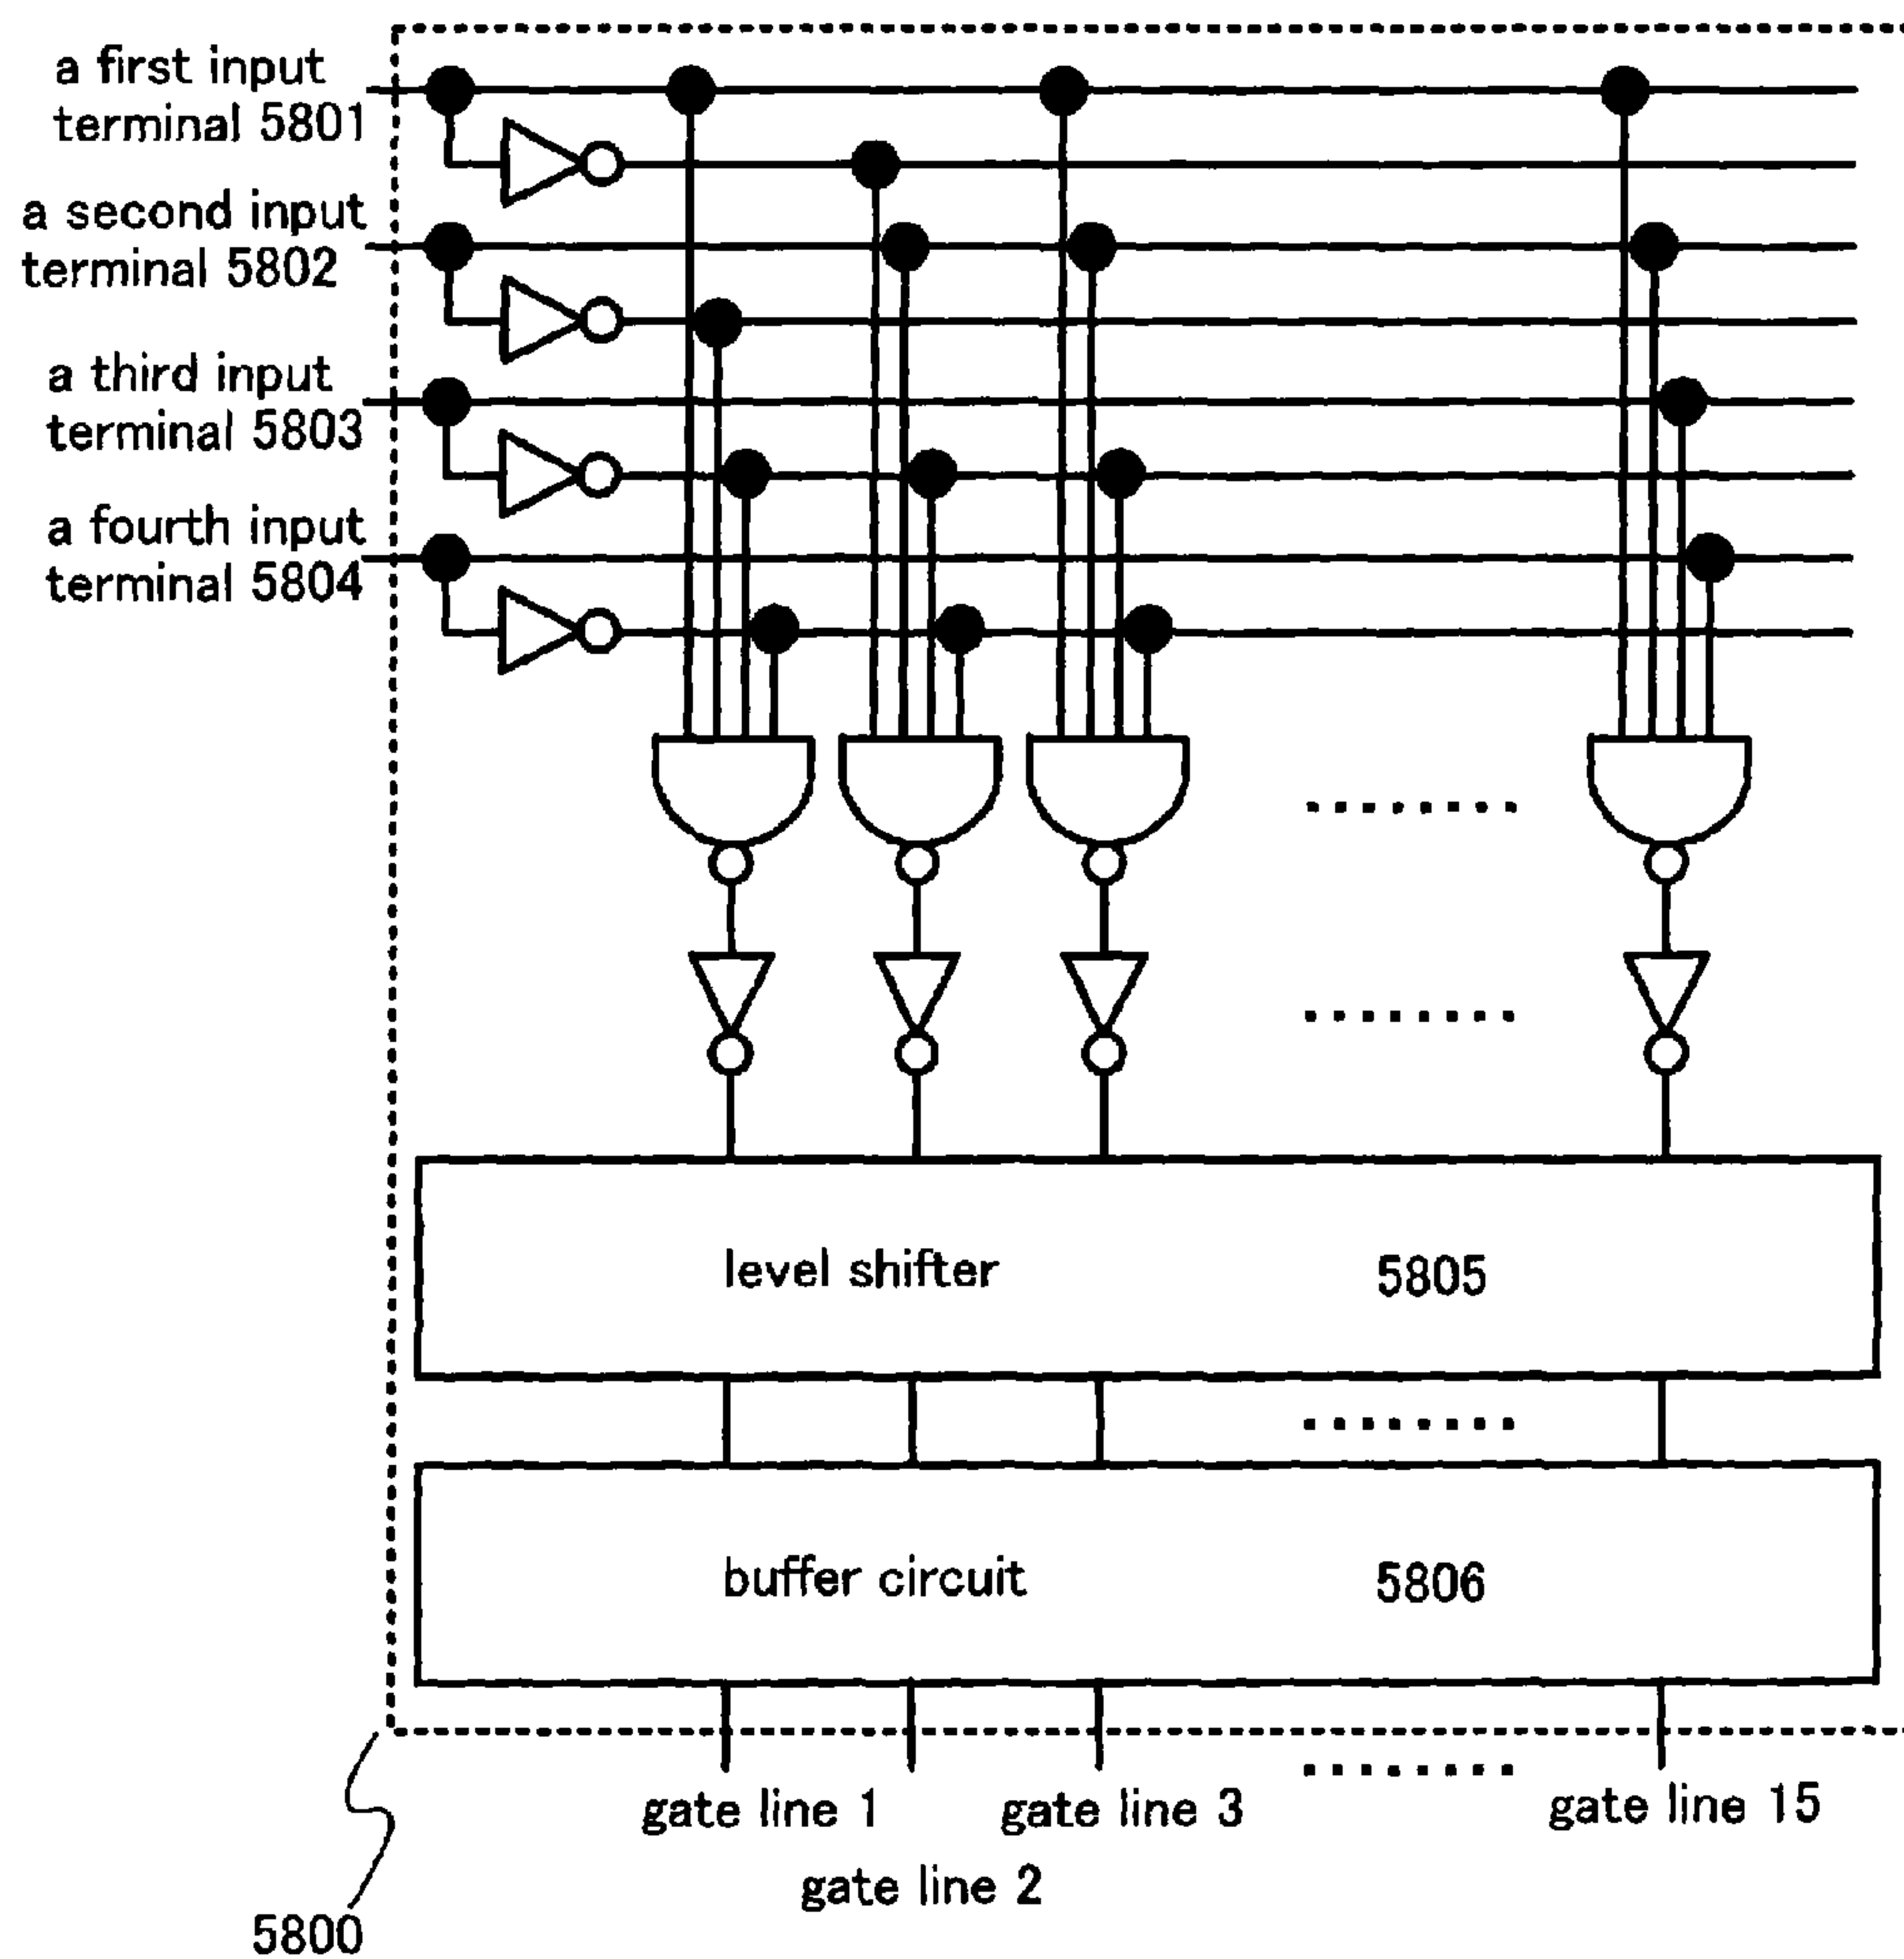 a first input
terminal 5801
a second input
terminal 5802
a third input
terminal 5803
a fourth input
terminal 5804
level shifter 5805
buffer circuit 5806
gate line 1 gate line 3 gate line 15
gate line 2
5800